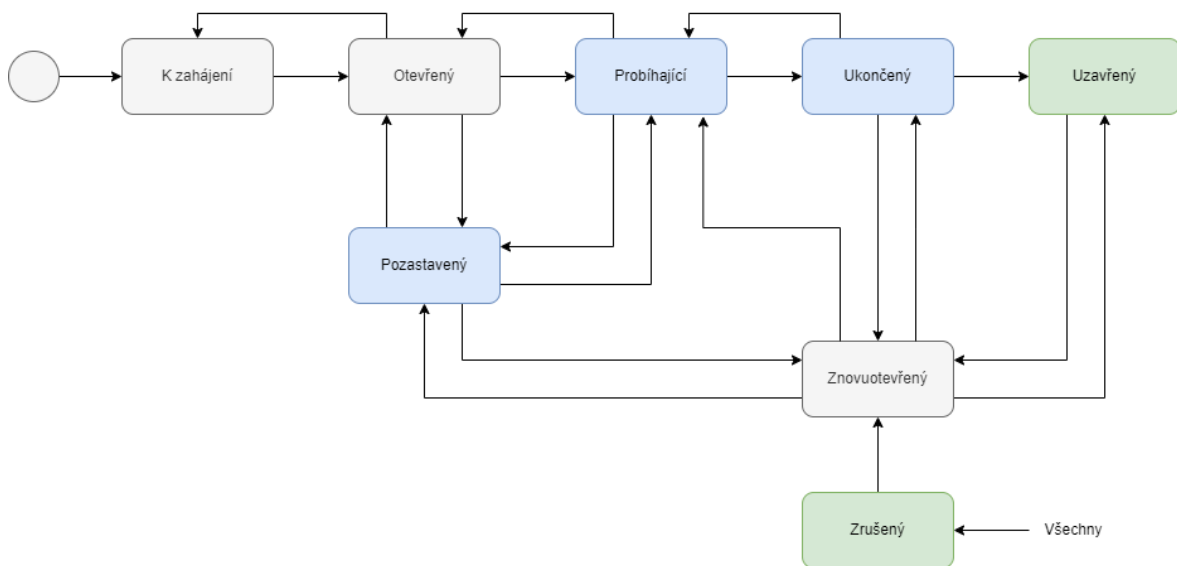 K zahájení
Otevřený
Probíhající
Ukončený
Uzavřený
Pozastavený
Znovuotevřený
Zrušený
Všechny